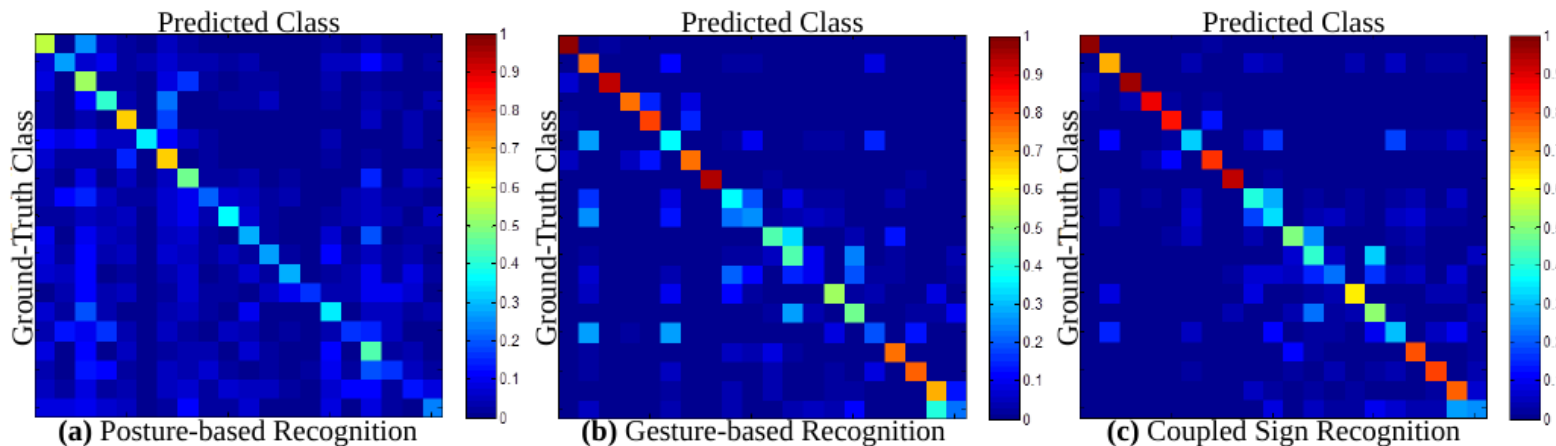 Predicted Class
Ground-Truth Class
1
0.9
0.8
0.7
0.6
0.5
0.4
0.3
0.2
0.1
0
(a) Posture-based Recognition
Predicted Class
Ground-Truth Class
1
0.9
0.8
0.7
0.6
0.5
0.4
0.3
0.2
0.1
0
(b) Gesture-based Recognition
Predicted Class
Ground-Truth Class
1
0
(c) Coupled Sign Recognition